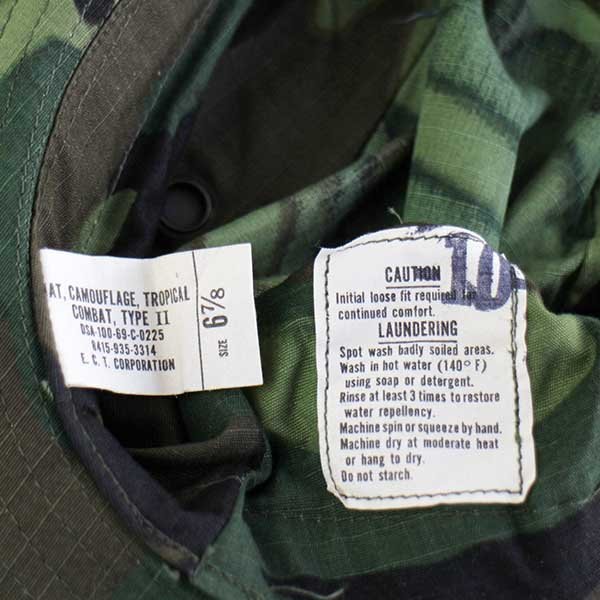 AT, CAMOUFLAGE, TROPICAL
COMBAT, TYPE II
DSA-100-69-C-0225
8415-935-3314
E. C. T. CORPORATION
SIZE 6 7/8
10
CAUTION
Initial loose fit required for
continued comfort.
LAUNDERING
Spot wash badly soiled areas.
Wash in hot water (140° F)
using soap or detergent.
Rinse at least 3 times to restore
water repellency.
Machine spin or squeeze by hand.
Machine dry at moderate heat
or hang to dry.
Do not starch.